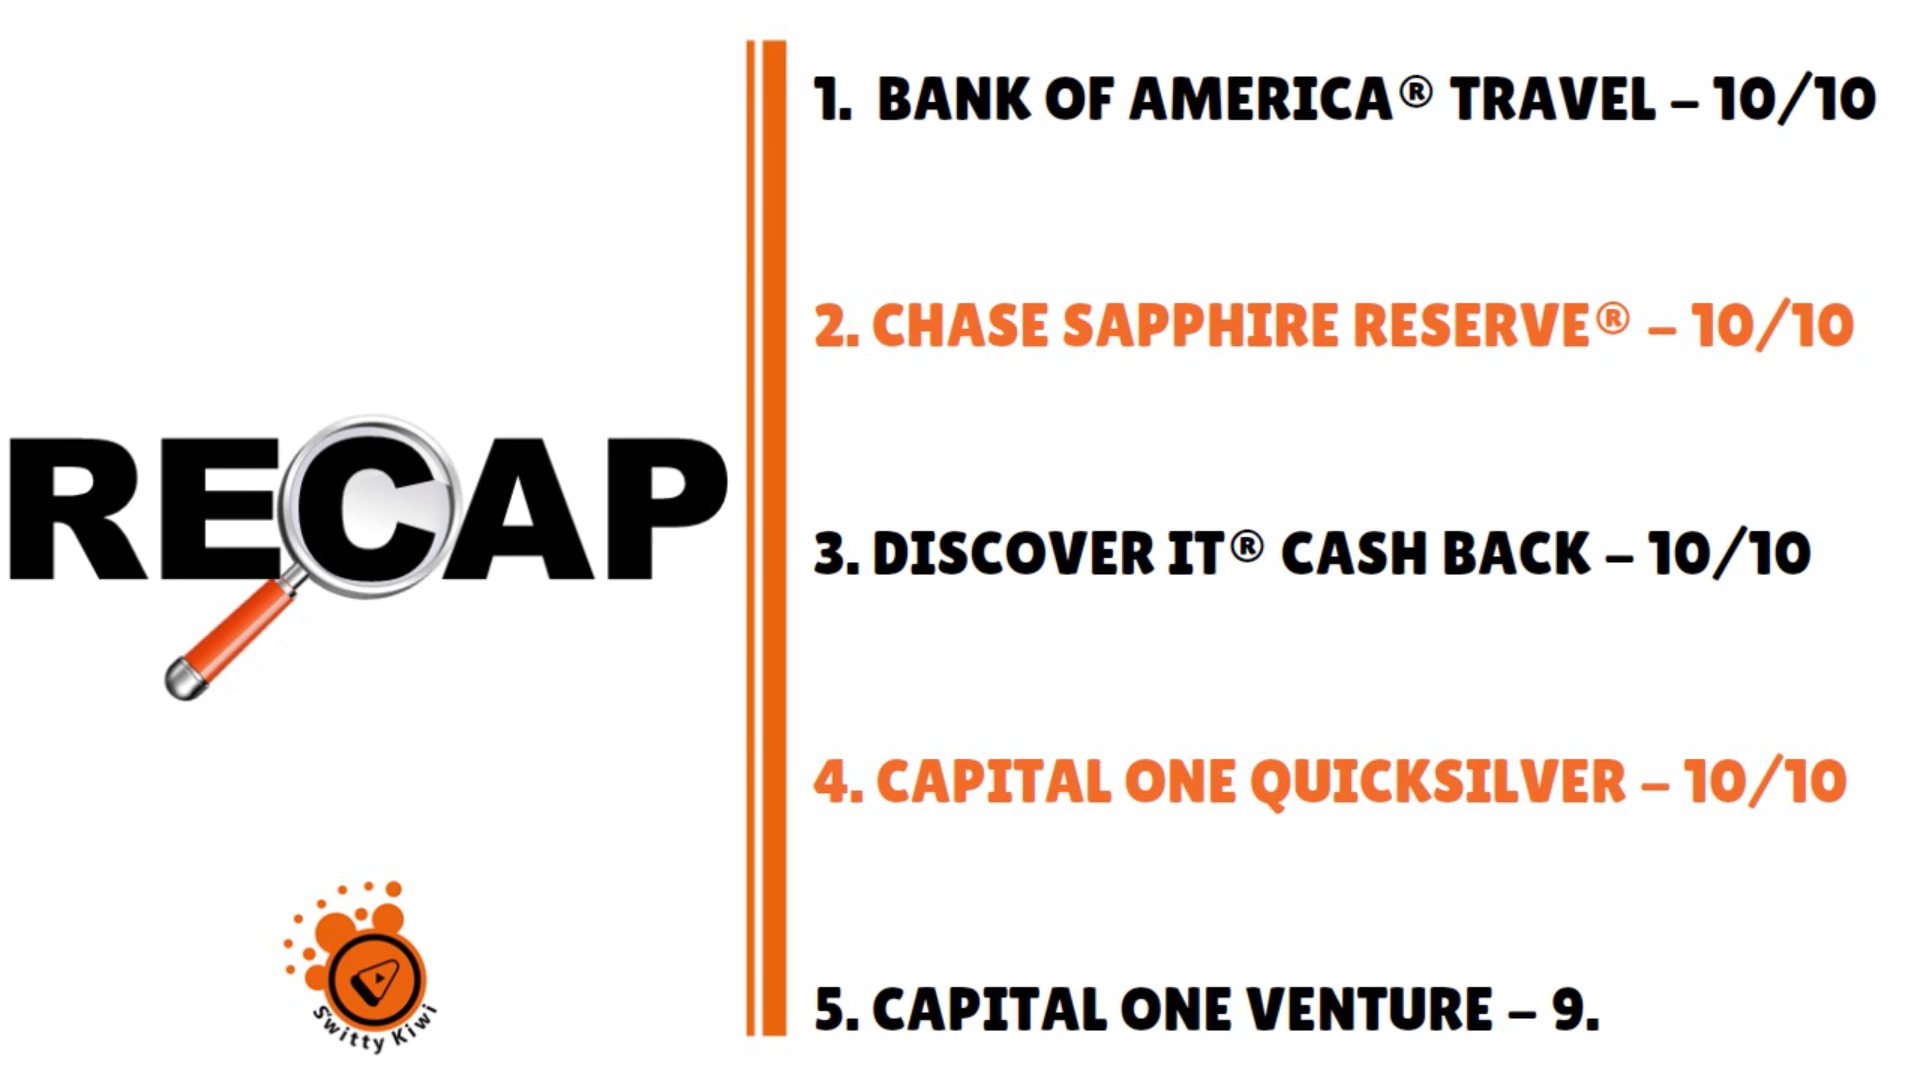 RECAP
1. BANK OF AMERICA® TRAVEL – 10/10
2. CHASE SAPPHIRE RESERVE® – 10/10
3. DISCOVER IT® CASH BACK – 10/10
4. CAPITAL ONE QUICKSILVER – 10/10
5. CAPITAL ONE VENTURE – 9.
Switty Kiwi